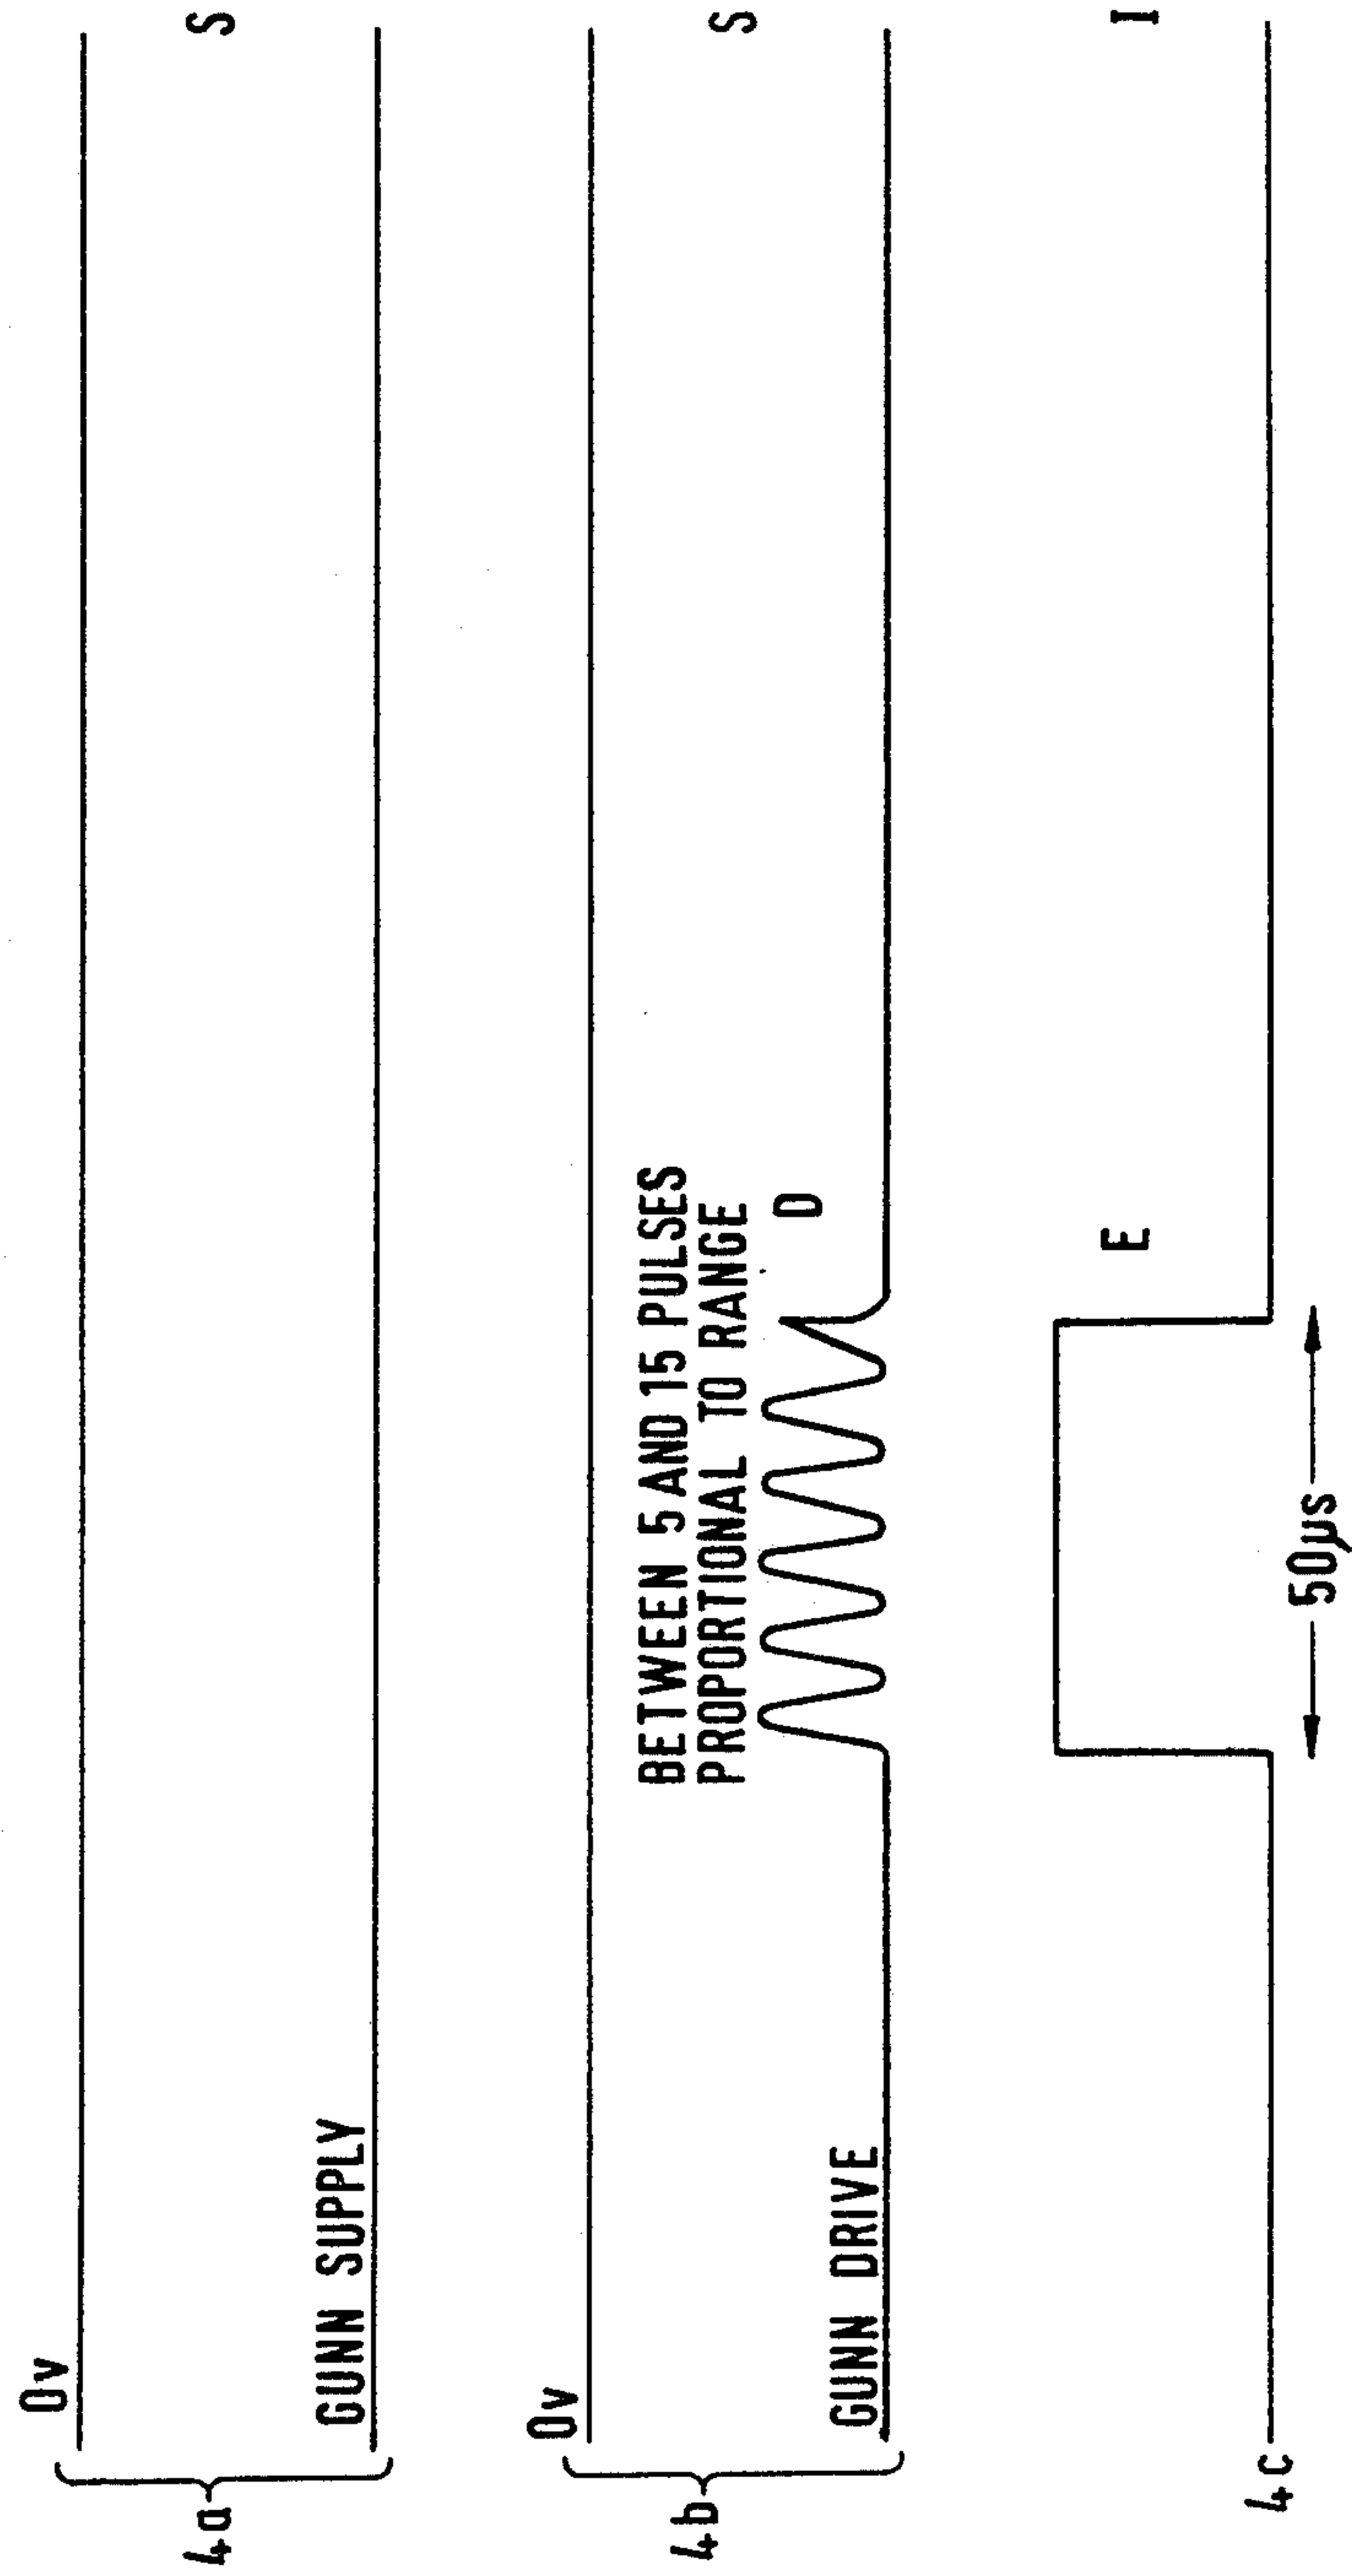 0v
S
GUNN SUPPLY
4a
0v
S
BETWEEN 5 AND 15 PULSES
PROPORTIONAL TO RANGE
D
GUNN DRIVE
4b
E
I
4c
50µs